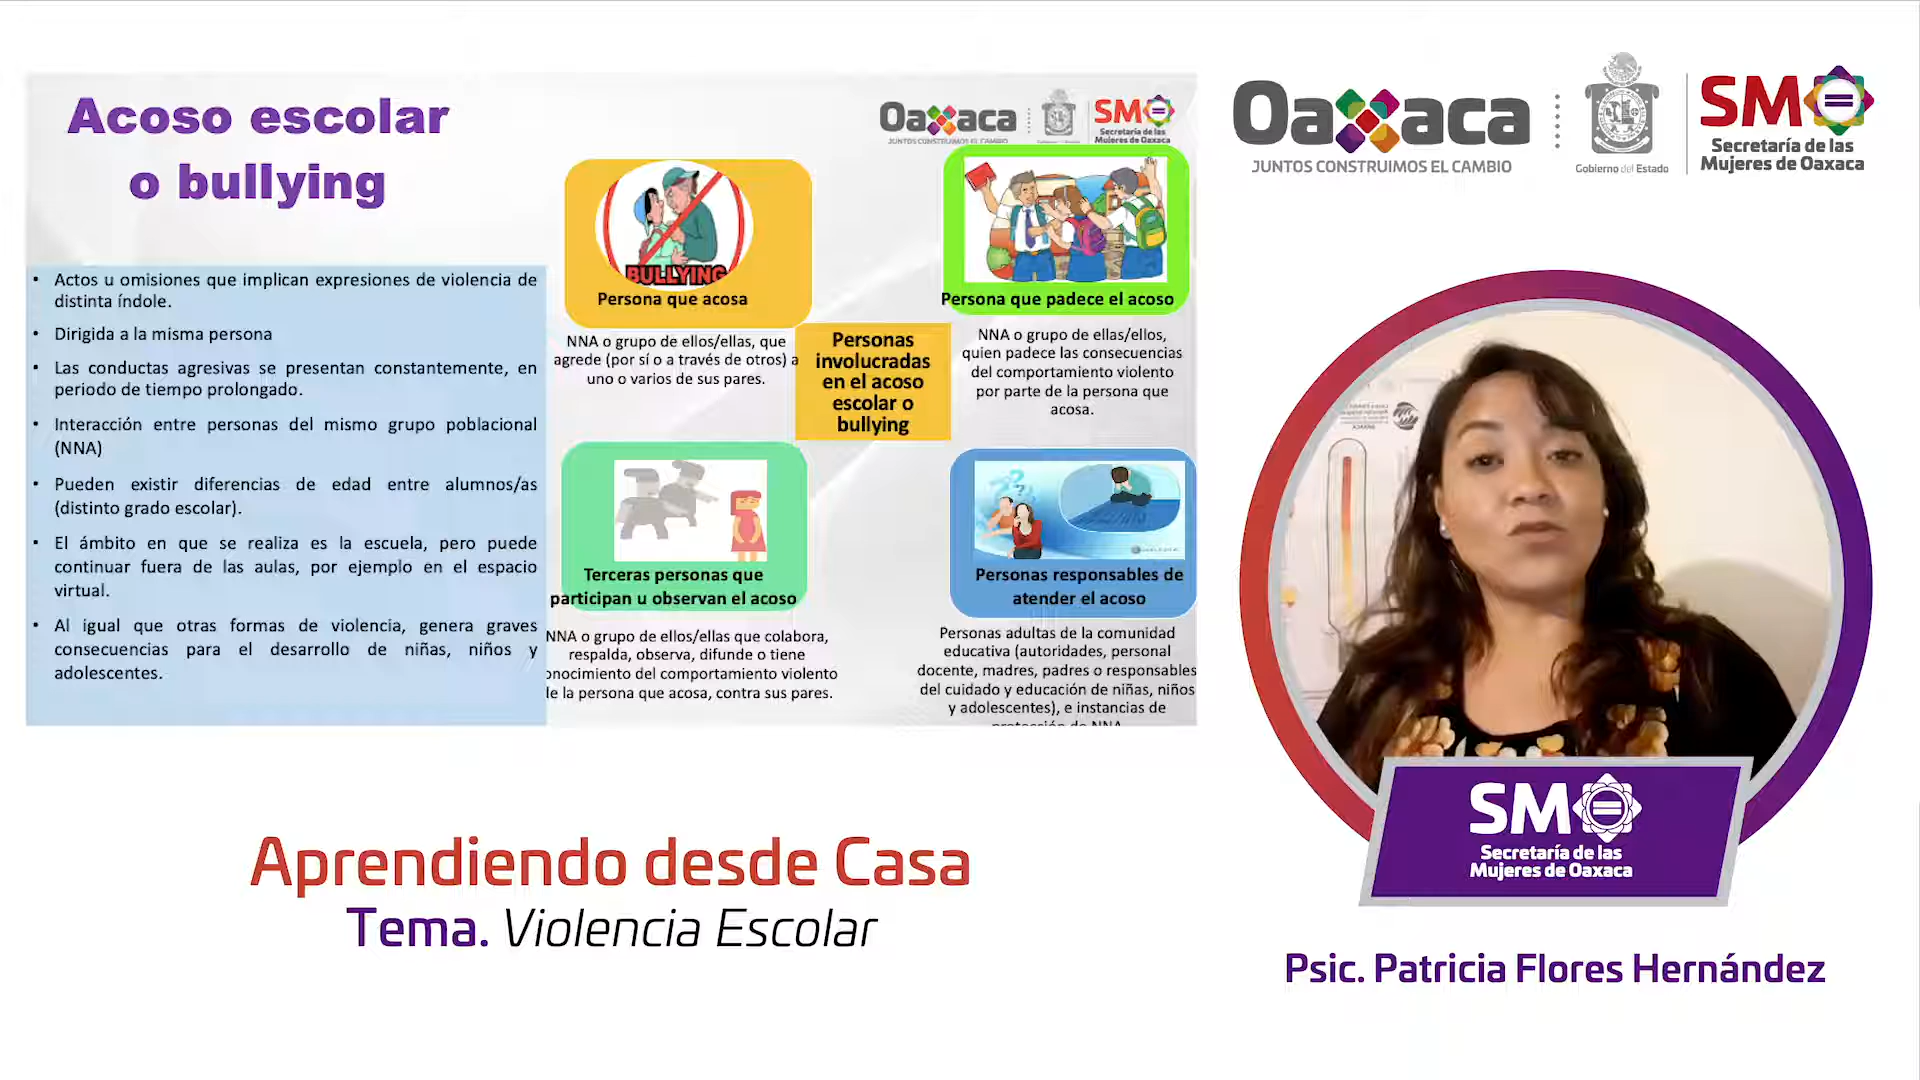 Acoso escolar
o bullying
Oaxaca
JUNTOS CONSTRUIMOS EL CAMBIO
SM
Secretaría de las
Mujeres de Oaxaca
• Actos u omisiones que implican expresiones de violencia de
distinta índole.
• Dirigida a la misma persona
• Las conductas agresivas se presentan constantemente, en
periodo de tiempo prolongado.
• Interacción entre personas del mismo grupo poblacional
(NNA)
• Pueden existir diferencias de edad entre alumnos/as
(distinto grado escolar).
• El ámbito en que se realiza es la escuela, pero puede
continuar fuera de las aulas, por ejemplo en el espacio
virtual.
• Al igual que otras formas de violencia, genera graves
consecuencias para el desarrollo de niñas, niños y
adolescentes.
BULLYING
Persona que acosa
NNA o grupo de ellos/ellas, que
agrede (por sí o a través de otros) a
uno o varios de sus pares.
Persona que padece el acoso
NNA o grupo de ellas/ellos,
quien padece las consecuencias
del comportamiento violento
por parte de la persona que
acosa.
Personas
involucradas
en el acoso
escolar o
bullying
Terceras personas que
participan u observan el acoso
NNA o grupo de ellos/ellas que colabora,
respalda, observa, difunde o tiene
onocimiento del comportamiento violento
de la persona que acosa, contra sus pares.
Personas responsables de
atender el acoso
Personas adultas de la comunidad
educativa (autoridades, personal
docente, madres, padres o responsables
del cuidado y educación de niñas, niños
y adolescentes), e instancias de
protección de NNA
Oaxaca
JUNTOS CONSTRUIMOS EL CAMBIO
Gobierno del Estado
SM
Secretaría de las
Mujeres de Oaxaca
SM
Secretaría de las
Mujeres de Oaxaca
Psic. Patricia Flores Hernández
Aprendiendo desde Casa
Tema. Violencia Escolar